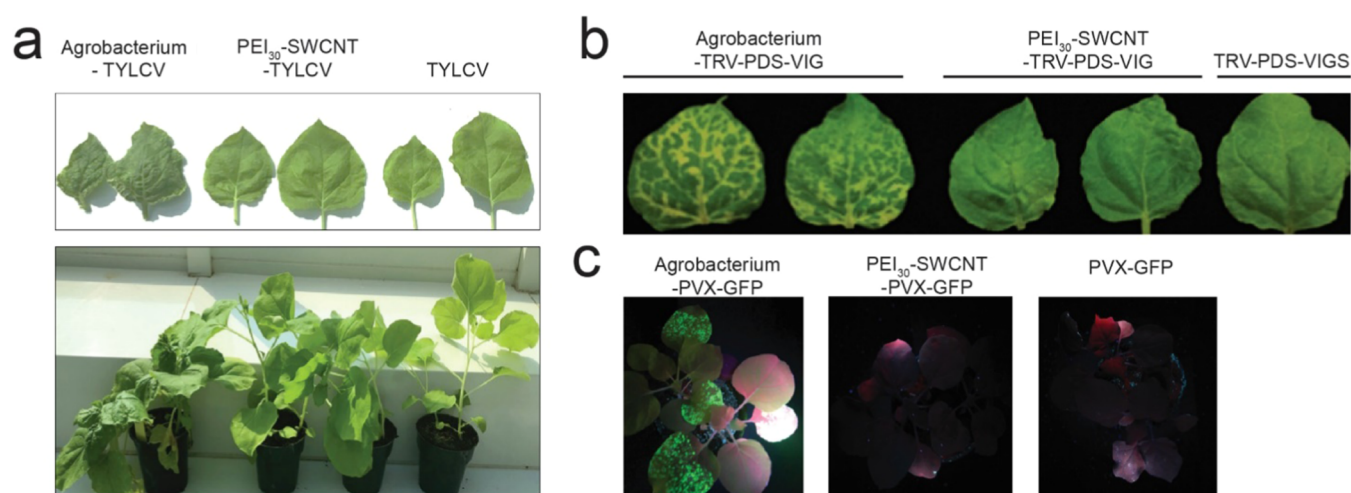 a
Agrobacterium
- TYLCV
PEI30-SWCNT
-TYLCV
TYLCV
b
Agrobacterium
-TRV-PDS-VIG
PEI30-SWCNT
-TRV-PDS-VIG
TRV-PDS-VIGS
c
Agrobacterium
-PVX-GFP
PEI30-SWCNT
-PVX-GFP
PVX-GFP